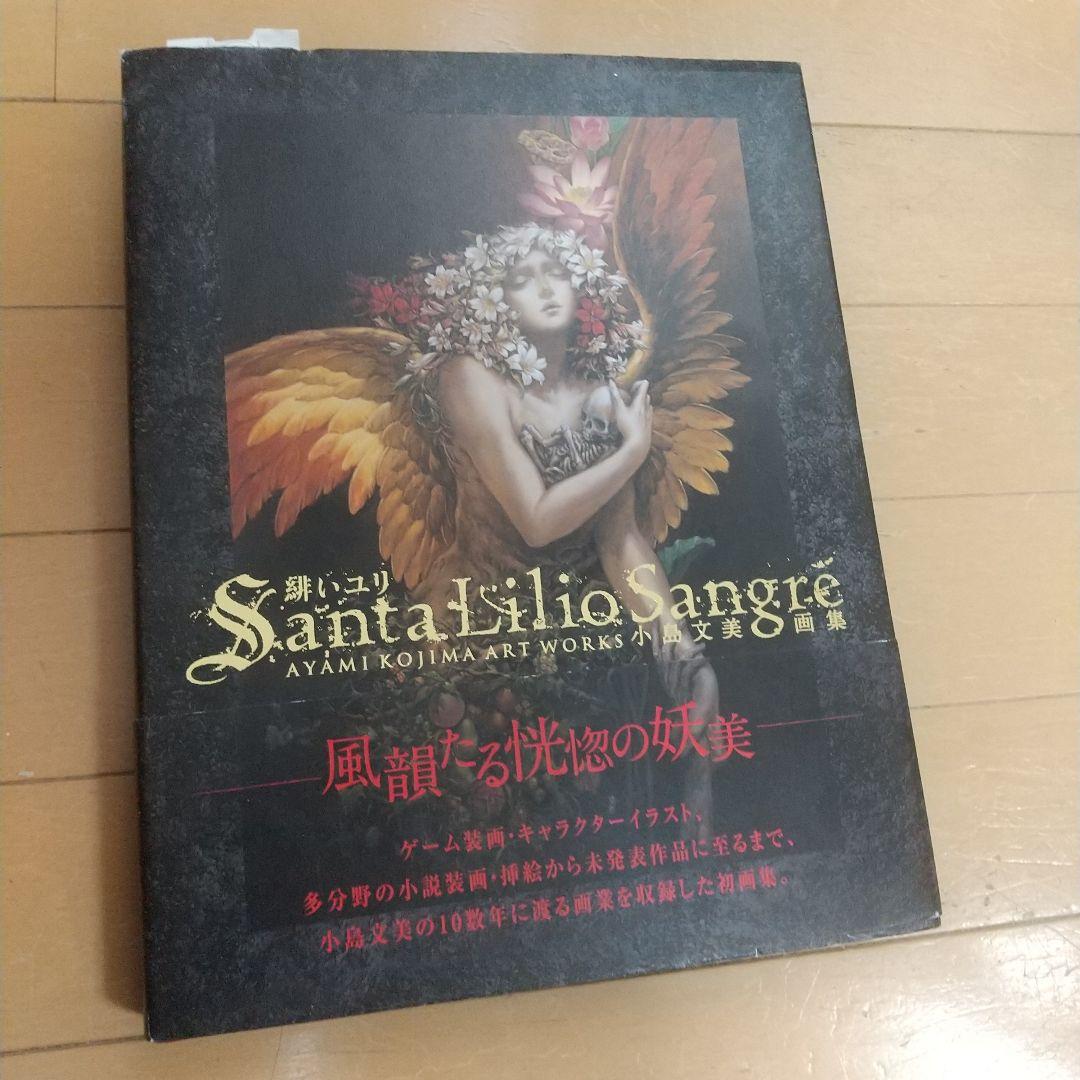 緋いユリ
Santa Lilio Sangre
AYAMI KOJIMA ART WORKS 小島文美 画集
風韻たる恍惚の妖美
ゲーム装画・キャラクターイラスト、
多分野の小説装画・挿絵から未発表作品に至るまで、
小島文美の10数年に渡る画業を収録した初画集。